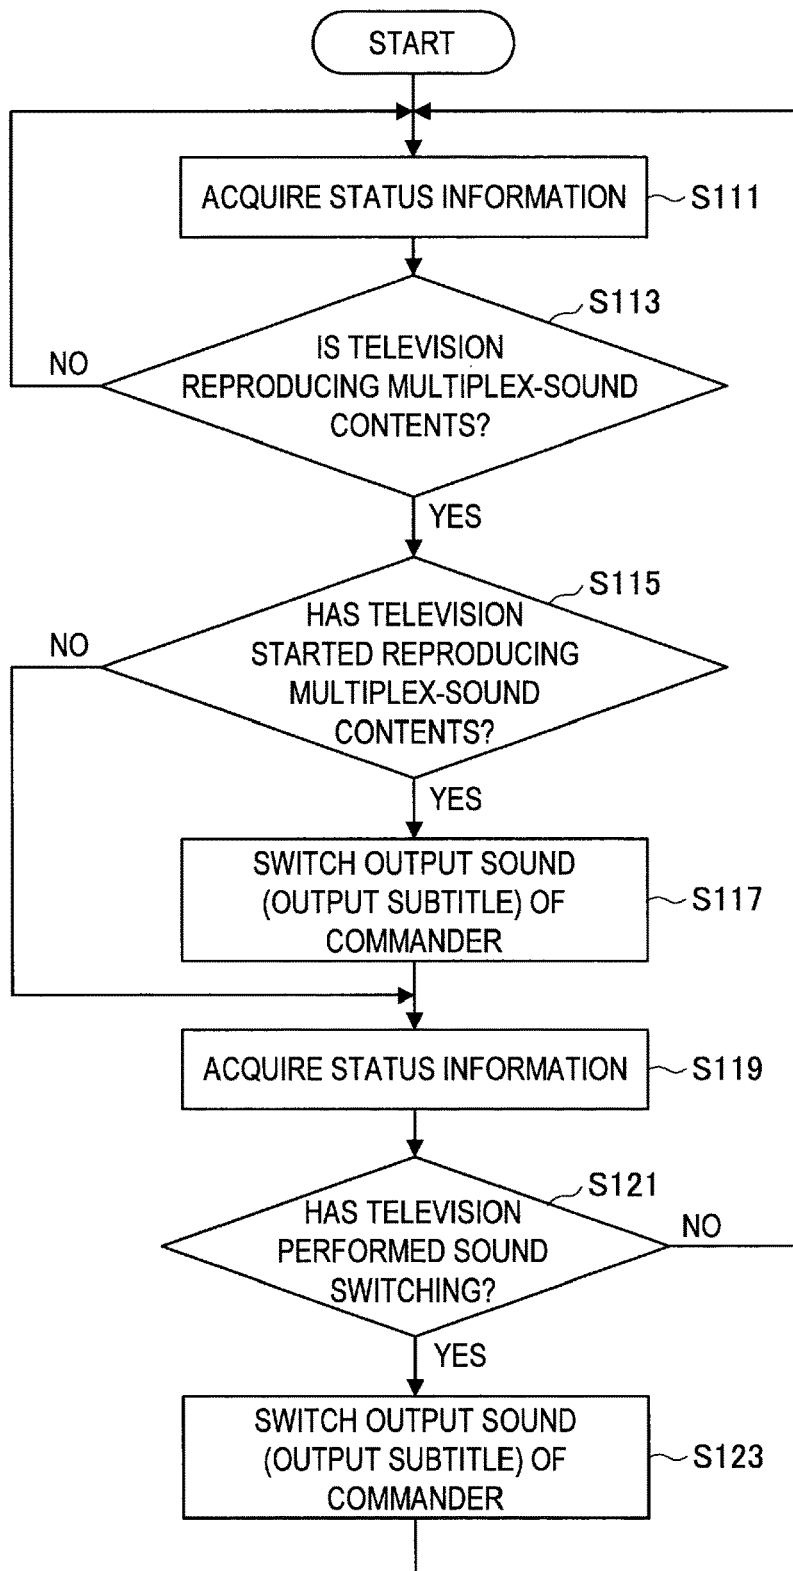 START
ACQUIRE STATUS INFORMATION
S111
S113
IS TELEVISION
REPRODUCING MULTIPLEX-SOUND
CONTENTS?
NO
YES
S115
HAS TELEVISION
STARTED REPRODUCING
MULTIPLEX-SOUND
CONTENTS?
NO
YES
SWITCH OUTPUT SOUND
(OUTPUT SUBTITLE) OF
COMMANDER
S117
ACQUIRE STATUS INFORMATION
S119
S121
HAS TELEVISION
PERFORMED SOUND
SWITCHING?
NO
YES
SWITCH OUTPUT SOUND
(OUTPUT SUBTITLE) OF
COMMANDER
S123